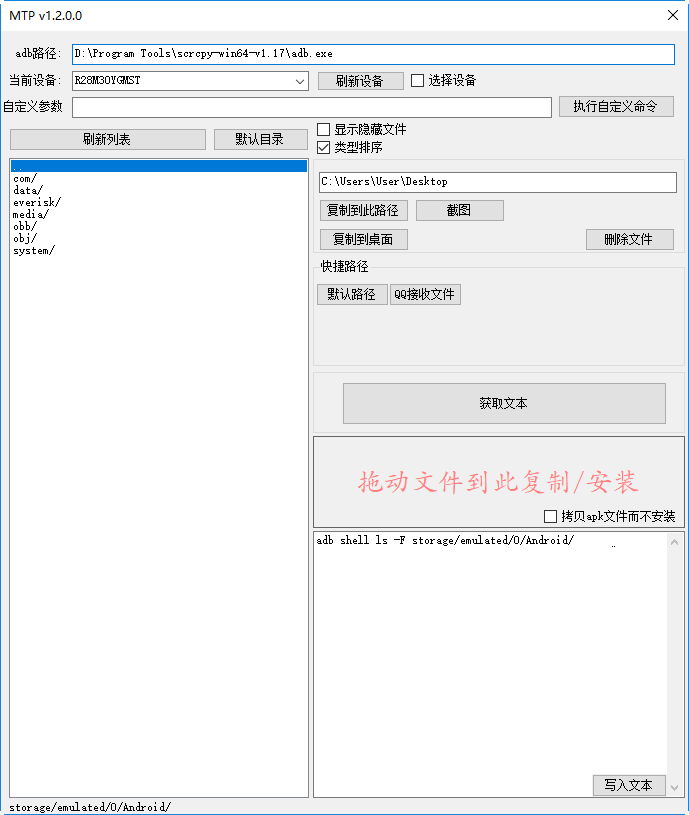 MTP v1.2.0.0
adb路径: D:\Program Tools\scrcpy-win64-v1.17\adb.exe
当前设备: R28M30YGMST 刷新设备 选择设备
自定义参数 执行自定义命令
刷新列表 默认目录 显示隐藏文件
类型排序
..
com/
data/
everisk/
media/
obb/
obj/
system/
C:\Users\User\Desktop
复制到此路径 截图
复制到桌面 删除文件
快捷路径
默认路径 QQ接收文件
获取文本
拖动文件到此复制/安装
拷贝apk文件而不安装
adb shell ls -F storage/emulated/0/Android/
写入文本
storage/emulated/0/Android/